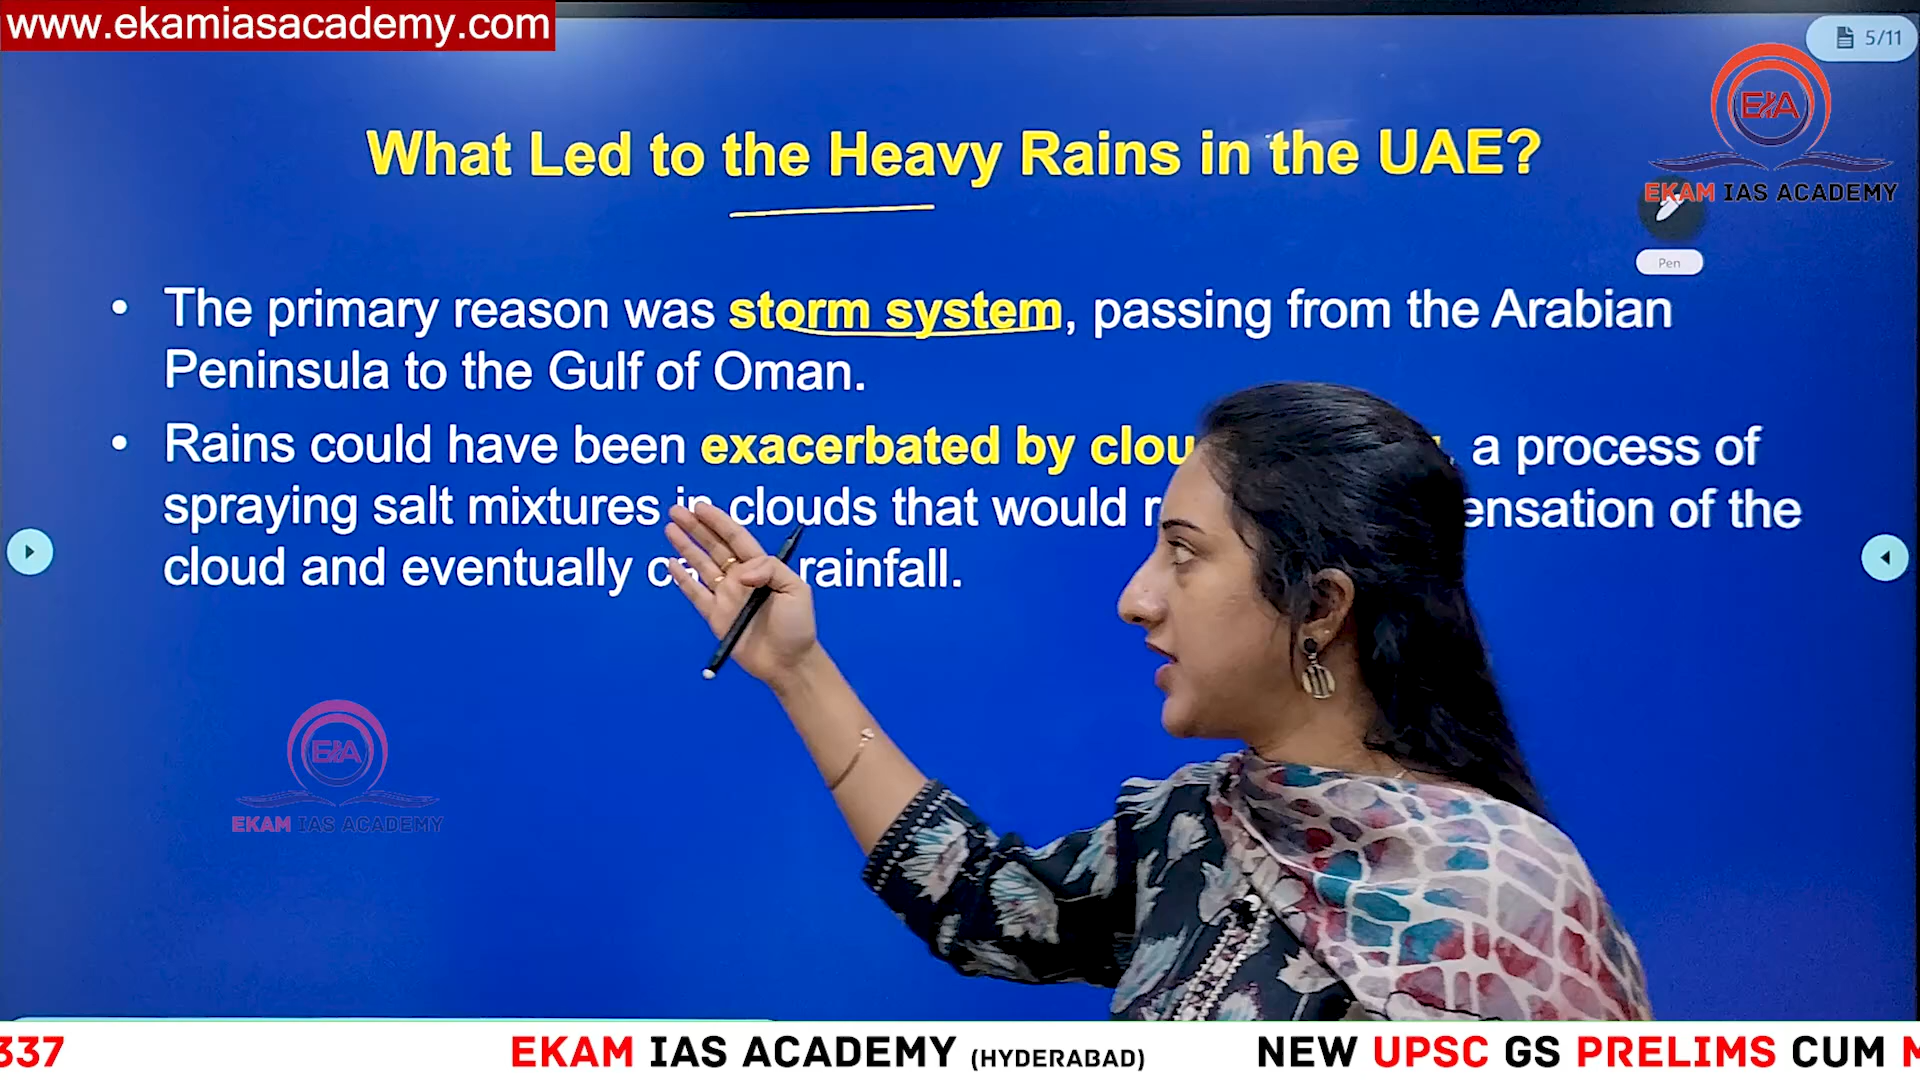 www.ekamiasacademy.com
5/11
EIA
EKAM IAS ACADEMY
Pen
What Led to the Heavy Rains in the UAE?
• The primary reason was storm system, passing from the Arabian
Peninsula to the Gulf of Oman.
• Rains could have been exacerbated by a process of
spraying salt mixtures in clouds that would of the
cloud and eventually rainfall.
EIA
EKAM IAS ACADEMY
337
EKAM IAS ACADEMY (HYDERABAD)
NEW UPSC GS PRELIMS CUM